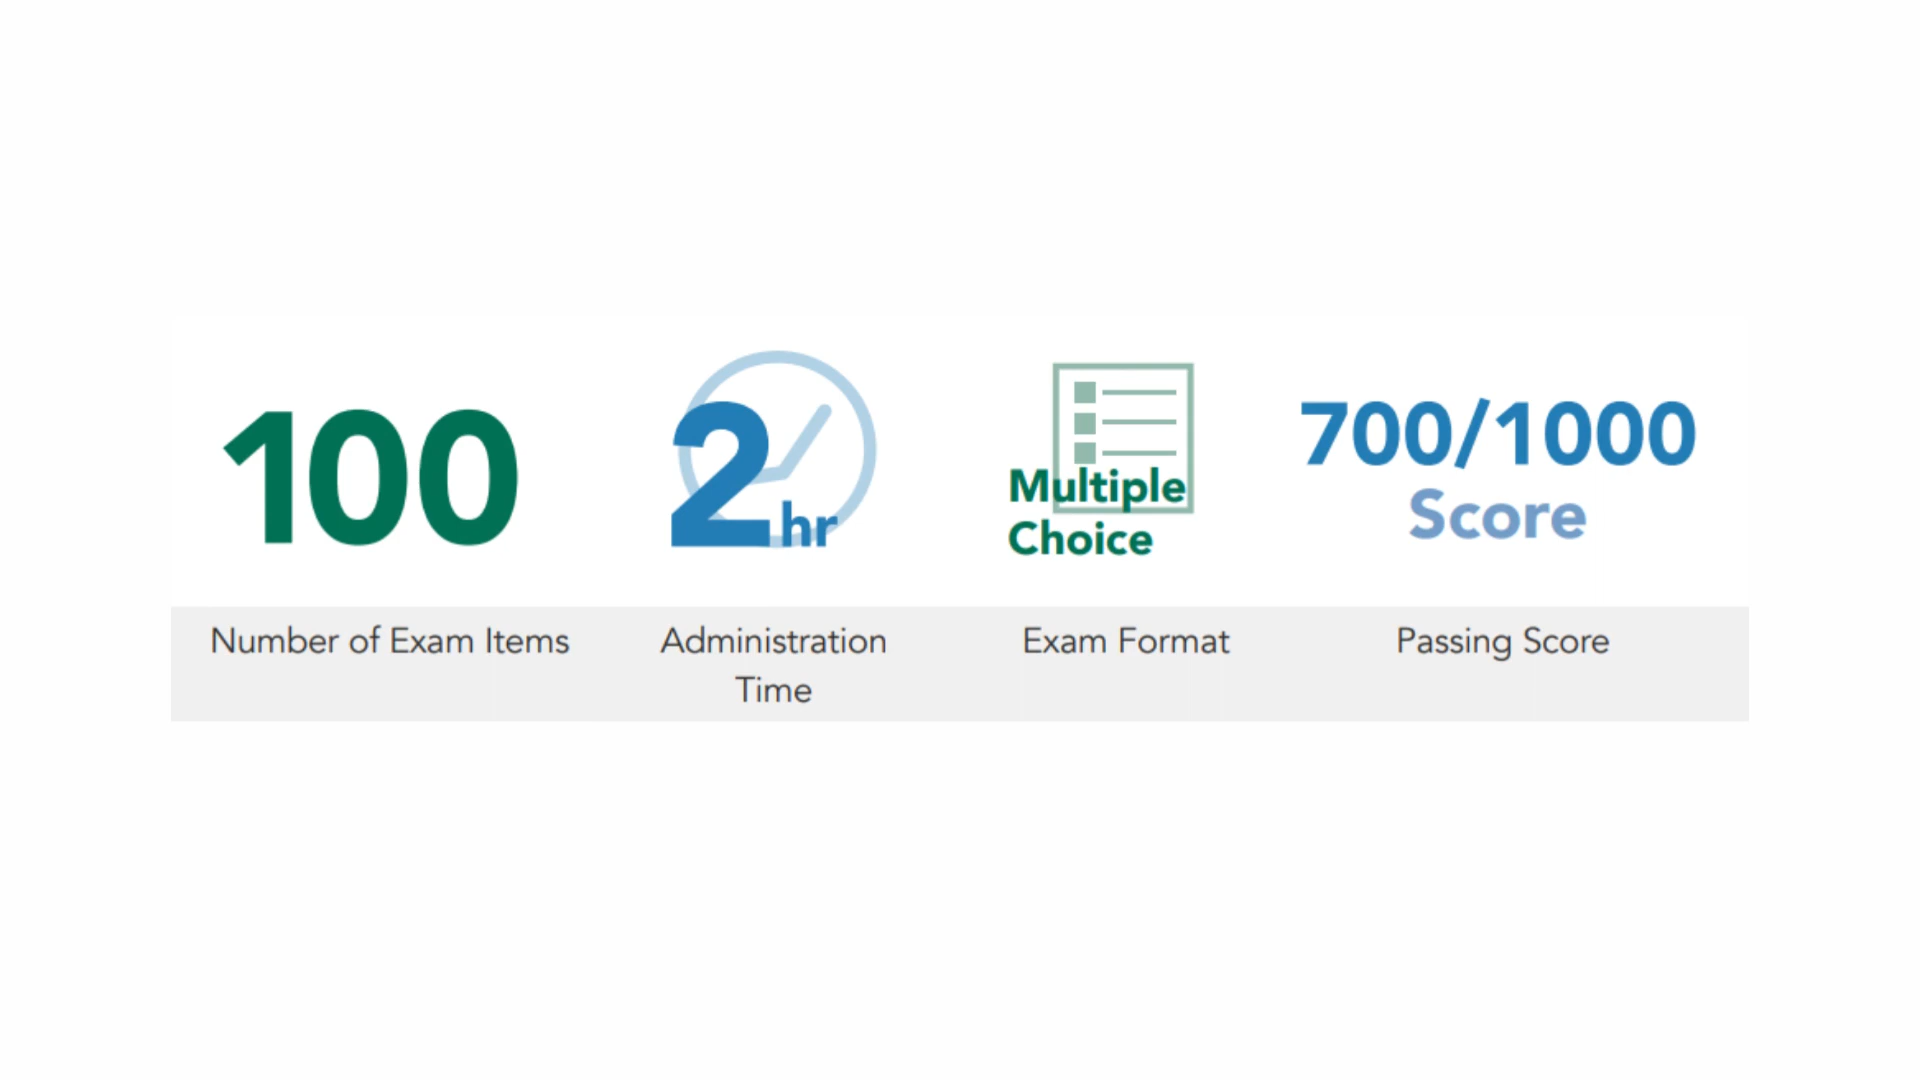 100
2 hr
Multiple
Choice
700/1000
Score
Number of Exam Items
Administration
Time
Exam Format
Passing Score